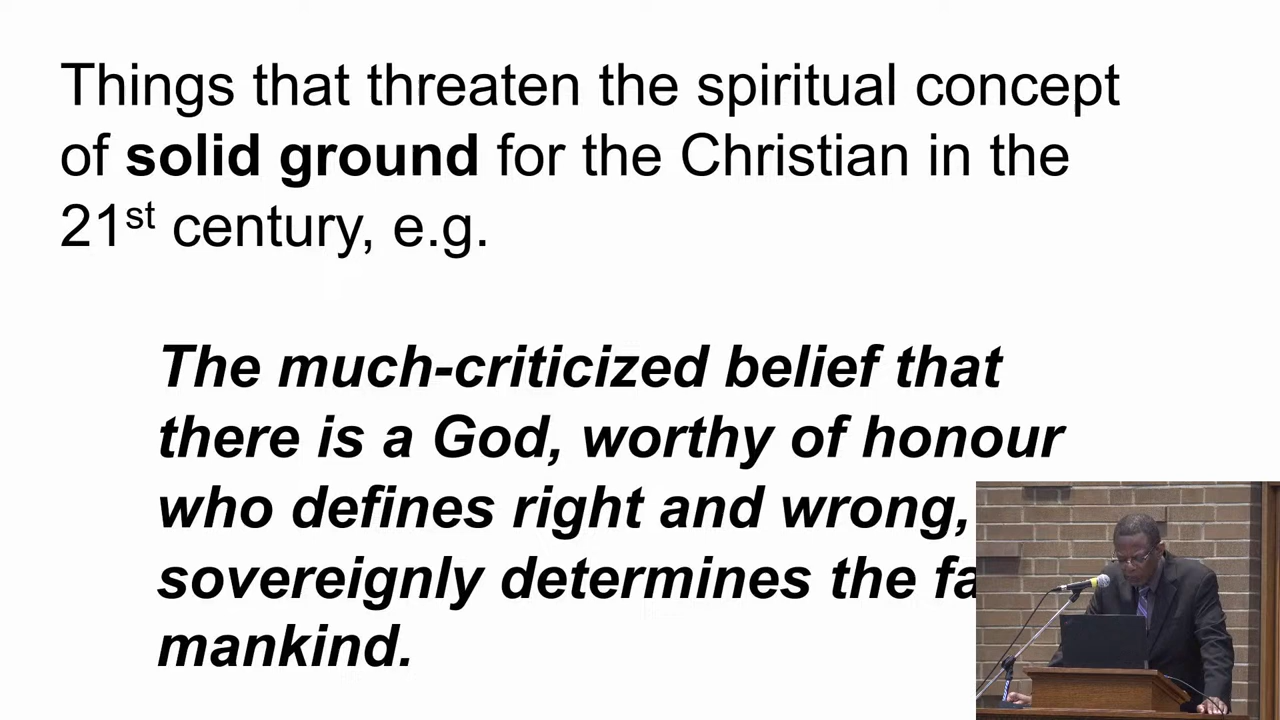 Things that threaten the spiritual concept
of solid ground for the Christian in the
21st century, e.g.
The much-criticized belief that
there is a God, worthy of honour
who defines right and wrong,
sovereignly determines the
mankind.